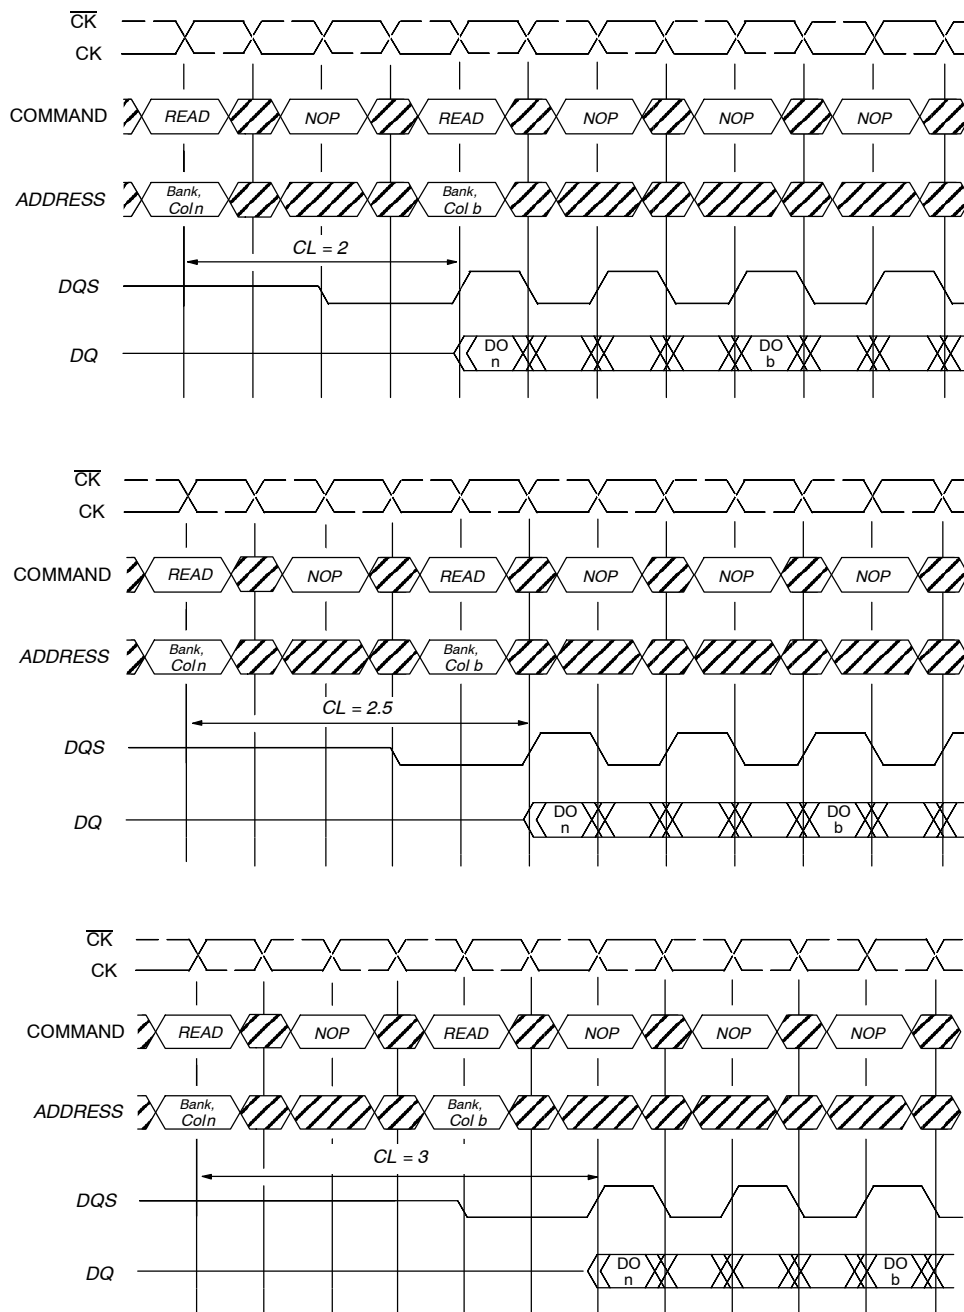 CK
CK
COMMAND READ NOP READ NOP NOP NOP
ADDRESS Bank, Col n Bank, Col b
CL = 2
DQS
DQ DO n DO b
CK
CK
COMMAND READ NOP READ NOP NOP NOP
ADDRESS Bank, Col n Bank, Col b
CL = 2.5
DQS
DQ DO n DO b
CK
CK
COMMAND READ NOP READ NOP NOP NOP
ADDRESS Bank, Col n Bank, Col b
CL = 3
DQS
DQ DO n DO b